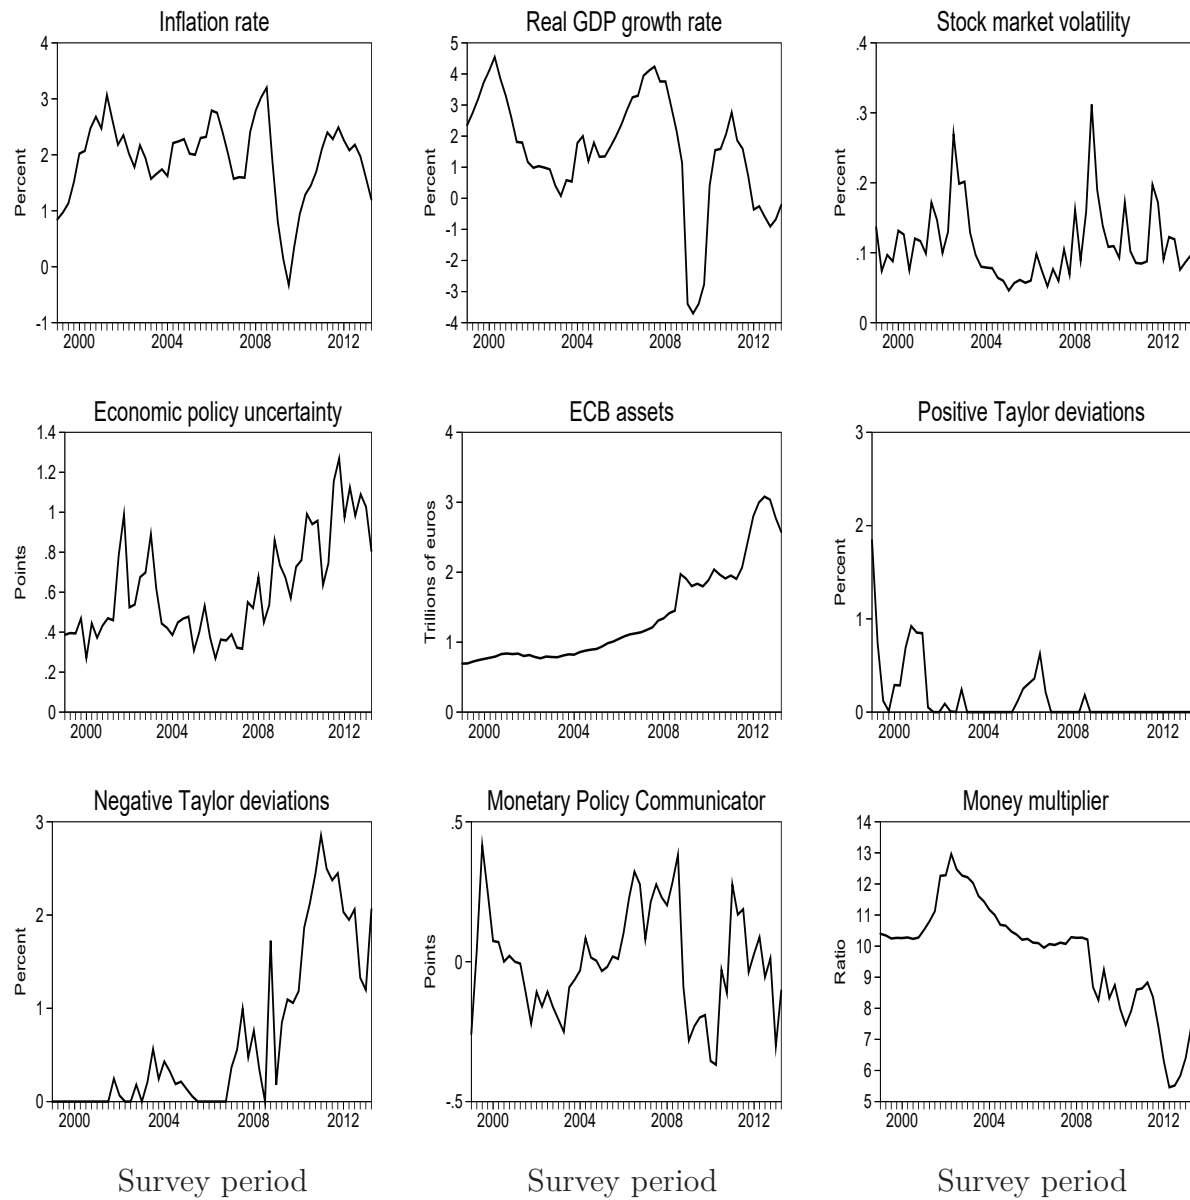 Inflation rate
Real GDP growth rate
Stock market volatility
4
3
2
1
0
-1
Percent
2000 2004 2008 2012
5
4
3
2
1
0
-1
-2
-3
-4
Percent
2000 2004 2008 2012
.4
.3
.2
.1
0
Percent
2000 2004 2008 2012
Economic policy uncertainty
ECB assets
Positive Taylor deviations
1.4
1.2
1
.8
.6
.4
.2
0
Points
2000 2004 2008 2012
4
3
2
1
0
Trillions of euros
2000 2004 2008 2012
3
2
1
0
Percent
2000 2004 2008 2012
Negative Taylor deviations
Monetary Policy Communicator
Money multiplier
3
2
1
0
Percent
2000 2004 2008 2012
.5
0
-.5
Points
2000 2004 2008 2012
14
13
12
11
10
9
8
7
6
5
Ratio
2000 2004 2008 2012
Survey period
Survey period
Survey period